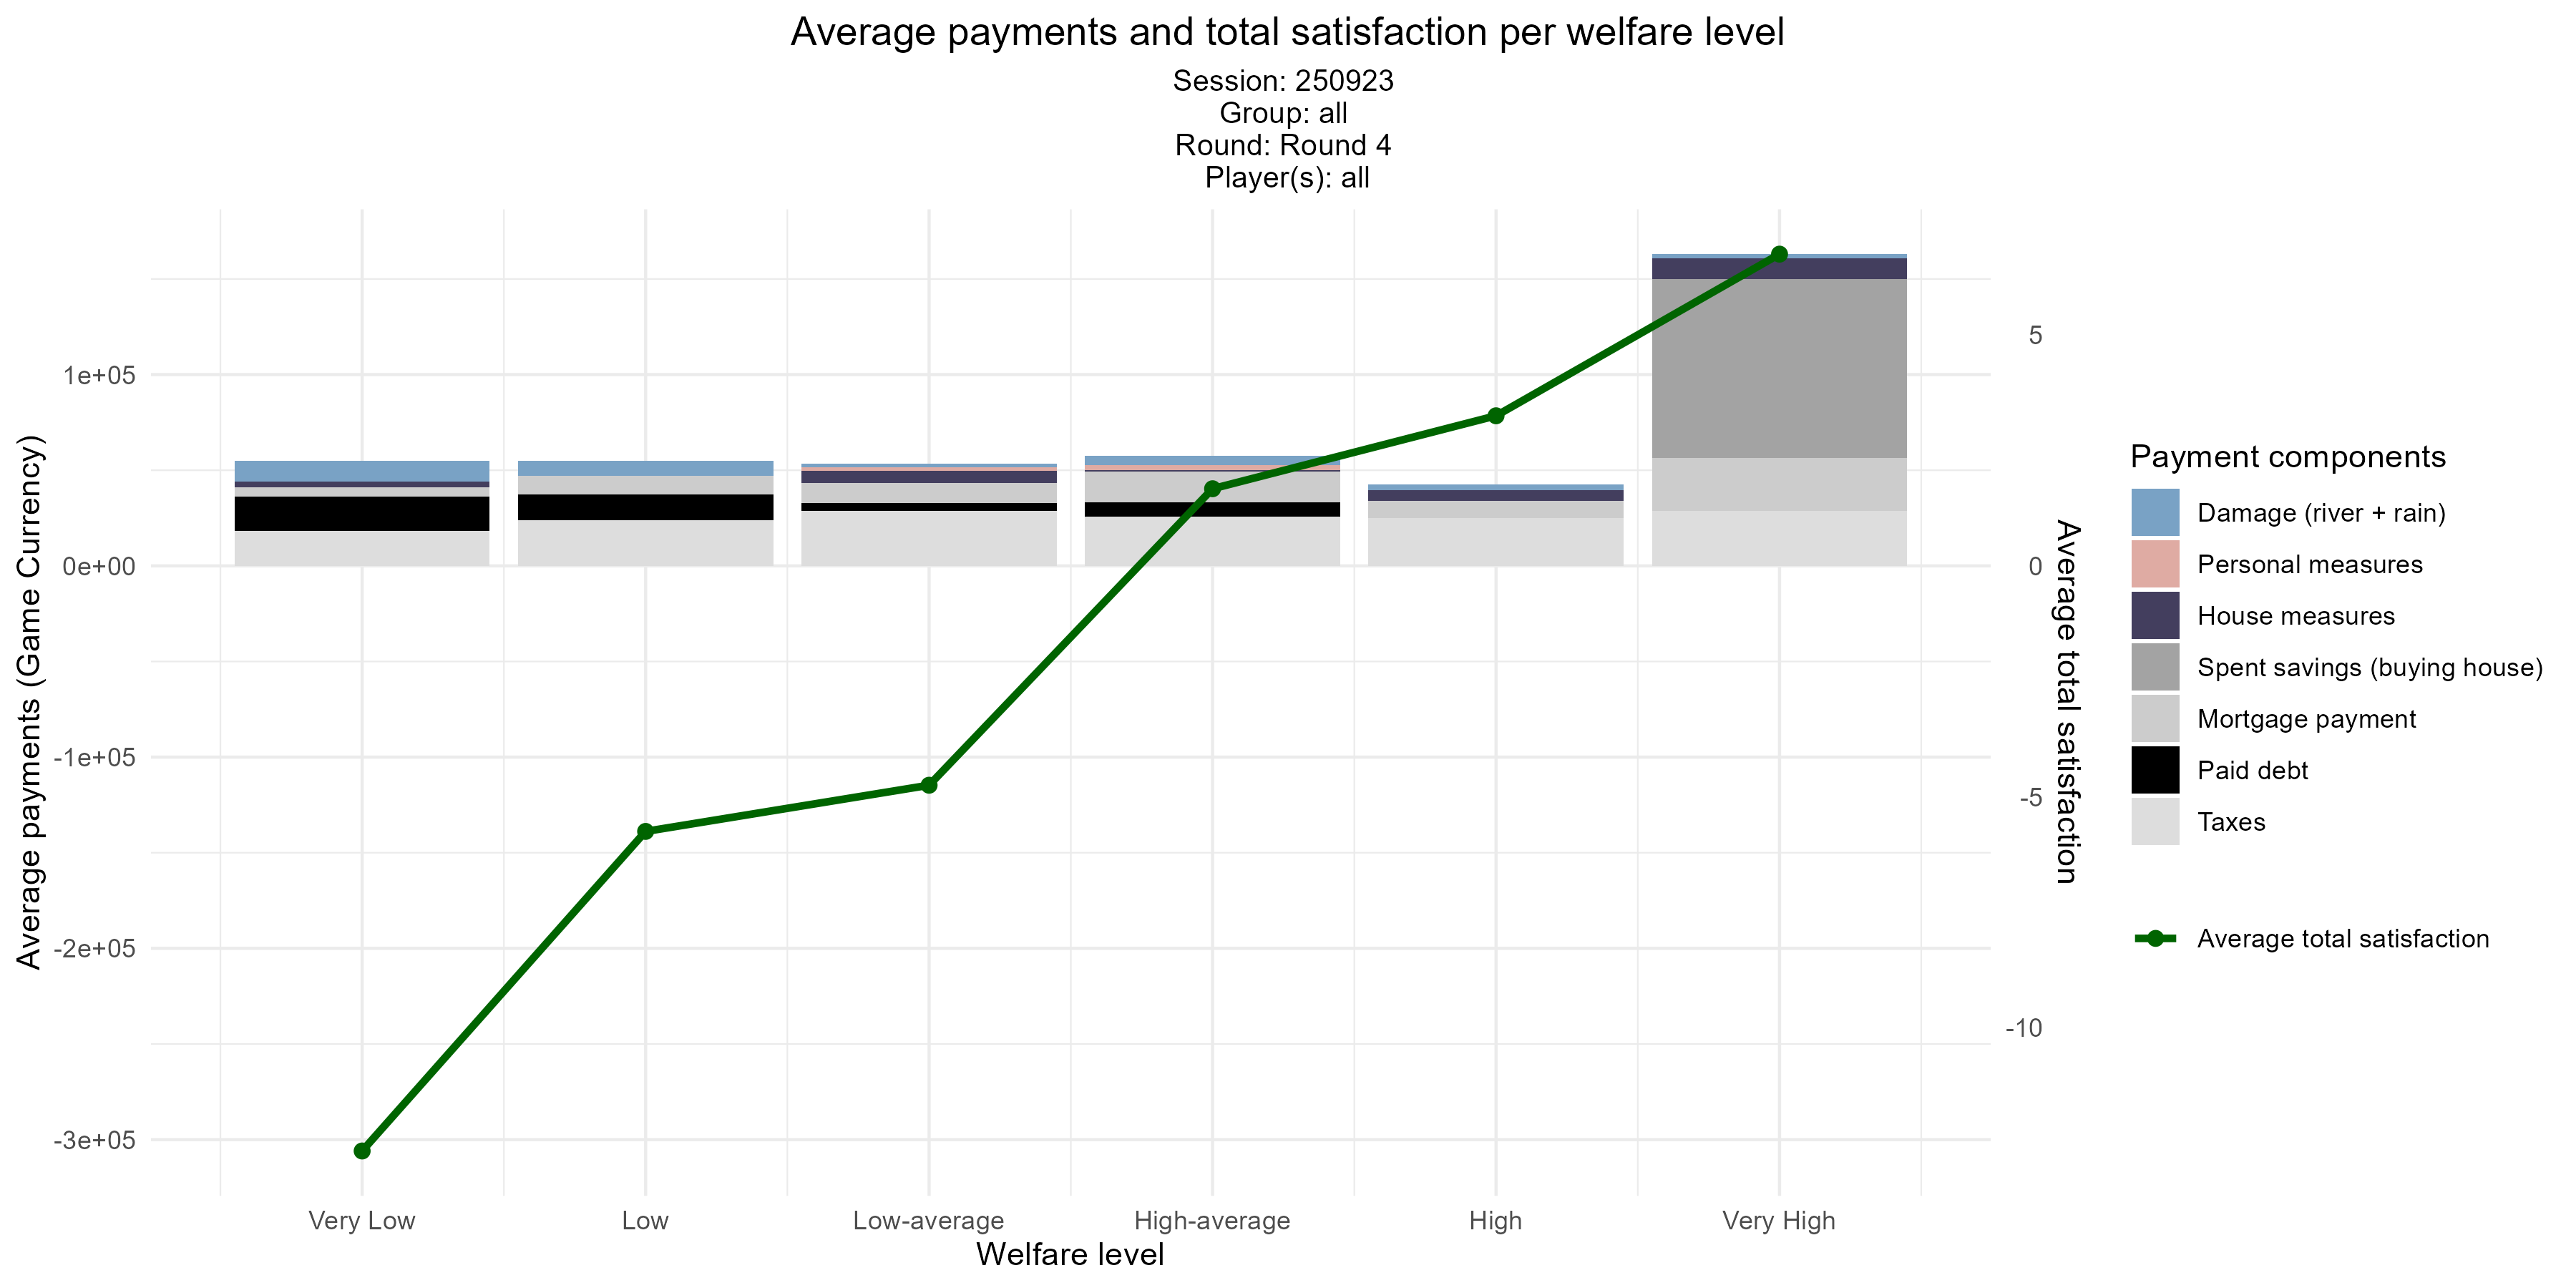 Average payments and total satisfaction per welfare level
Session: 250923
Group: all
Round: Round 4
Player(s): all
Average payments (Game Currency)
1e+05
0e+00
-1e+05
-2e+05
-3e+05
Very Low
Low
Low-average
High-average
High
Very High
Welfare level
5
0
-5
-10
Average total satisfaction
Payment components
Damage (river + rain)
Personal measures
House measures
Spent savings (buying house)
Mortgage payment
Paid debt
Taxes
Average total satisfaction